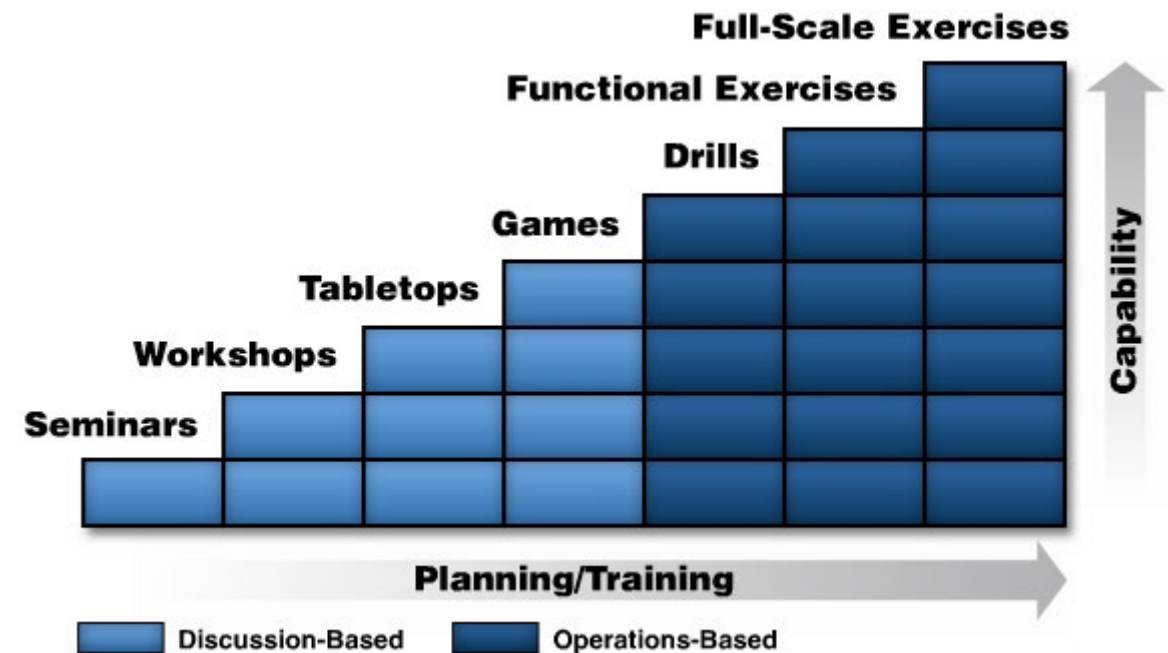 Full-Scale Exercises
Functional Exercises
Drills
Games
Tabletops
Workshops
Seminars
Capability
Planning/Training
Discussion-Based
Operations-Based